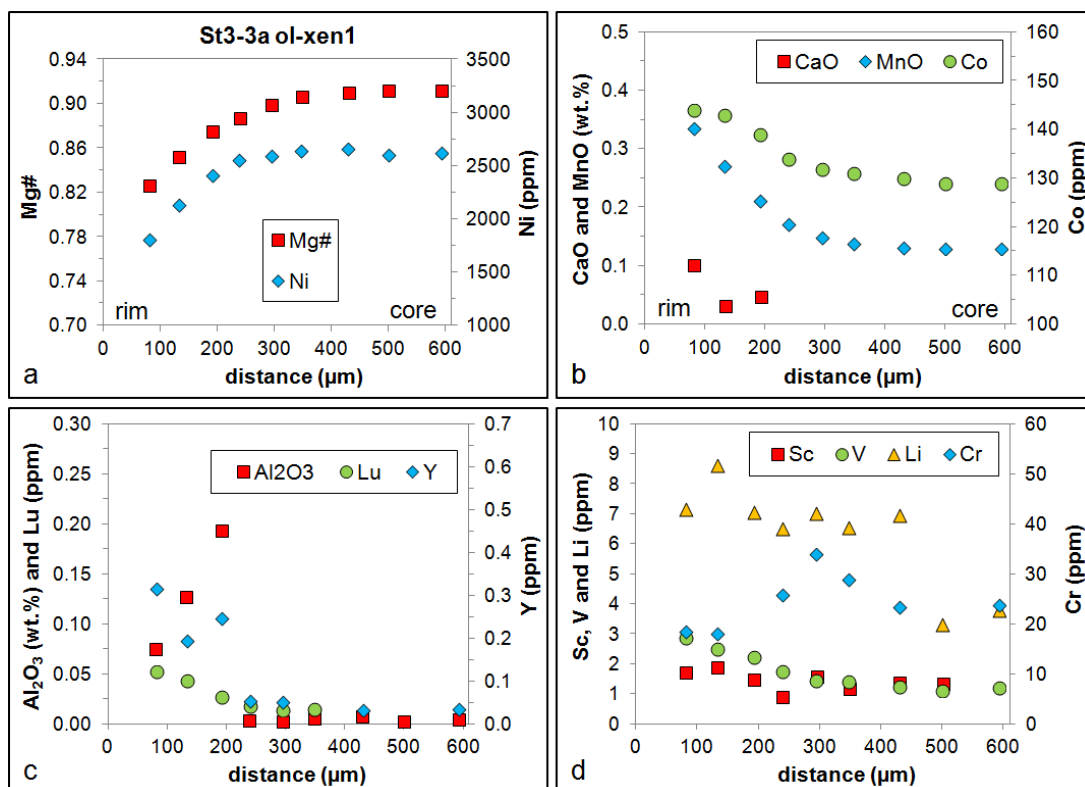 St3-3a ol-xen1
0.94
0.90
0.86
0.82
0.78
0.74
0.70
Mg#
3500
3000
2500
2000
1500
1000
Ni (ppm)
Mg#
Ni
rim
core
0 100 200 300 400 500 600
distance (µm)
a
0.5
0.4
0.3
0.2
0.1
0.0
CaO and MnO (wt.%)
CaO MnO Co
160
150
140
130
120
110
100
Co (ppm)
rim
core
0 100 200 300 400 500 600
distance (µm)
b
0.30
0.25
0.20
0.15
0.10
0.05
0.00
Al2O3 (wt.%) and Lu (ppm)
Al2O3 Lu Y
0.7
0.6
0.5
0.4
0.3
0.2
0.1
0.0
Y (ppm)
0 100 200 300 400 500 600
distance (µm)
c
10
9
8
7
6
5
4
3
2
1
0
Sc, V and Li (ppm)
Sc V Li Cr
60
50
40
30
20
10
0
Cr (ppm)
0 100 200 300 400 500 600
distance (µm)
d